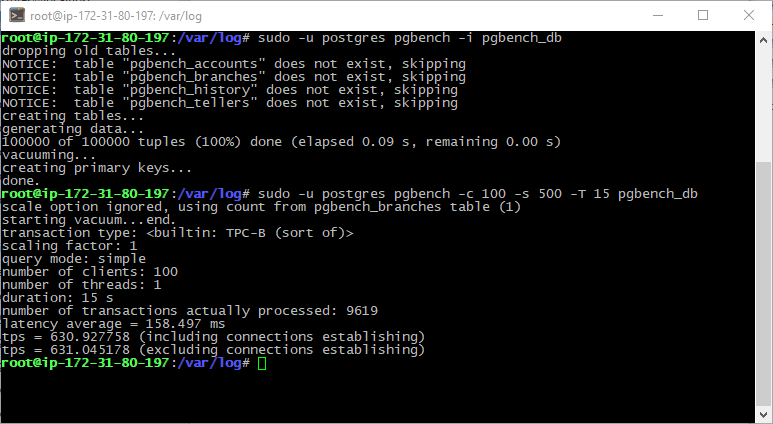 root@ip-172-31-80-197: /var/log
root@ip-172-31-80-197:/var/log# sudo -u postgres pgbench -i pgbench_db
dropping old tables...
NOTICE:  table "pgbench_accounts" does not exist, skipping
NOTICE:  table "pgbench_branches" does not exist, skipping
NOTICE:  table "pgbench_history" does not exist, skipping
NOTICE:  table "pgbench_tellers" does not exist, skipping
creating tables...
generating data...
100000 of 100000 tuples (100%) done (elapsed 0.09 s, remaining 0.00 s)
vacuuming...
creating primary keys...
done.
root@ip-172-31-80-197:/var/log# sudo -u postgres pgbench -c 100 -s 500 -T 15 pgbench_db
scale option ignored, using count from pgbench_branches table (1)
starting vacuum...end.
transaction type: <builtin: TPC-B (sort of)>
scaling factor: 1
query mode: simple
number of clients: 100
number of threads: 1
duration: 15 s
number of transactions actually processed: 9619
latency average = 158.497 ms
tps = 630.927758 (including connections establishing)
tps = 631.045178 (excluding connections establishing)
root@ip-172-31-80-197:/var/log#